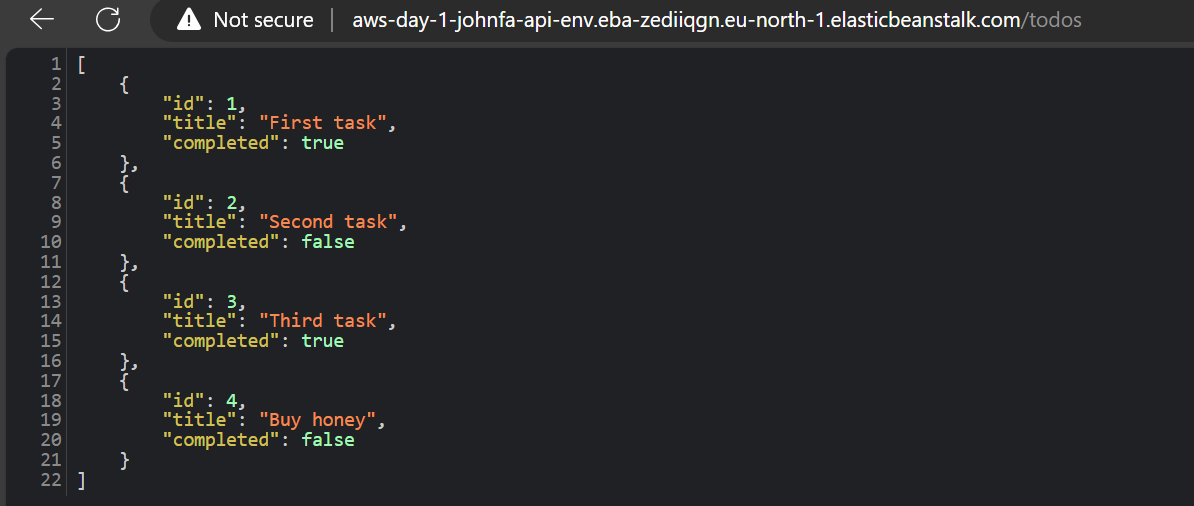 Not secure aws-day-1-johnfa-api-env.eba-zediiqgn.eu-north-1.elasticbeanstalk.com/todos
1 [
2 {
3 "id": 1,
4 "title": "First task",
5 "completed": true
6 },
7 {
8 "id": 2,
9 "title": "Second task",
10 "completed": false
11 },
12 {
13 "id": 3,
14 "title": "Third task",
15 "completed": true
16 },
17 {
18 "id": 4,
19 "title": "Buy honey",
20 "completed": false
21 }
22 ]